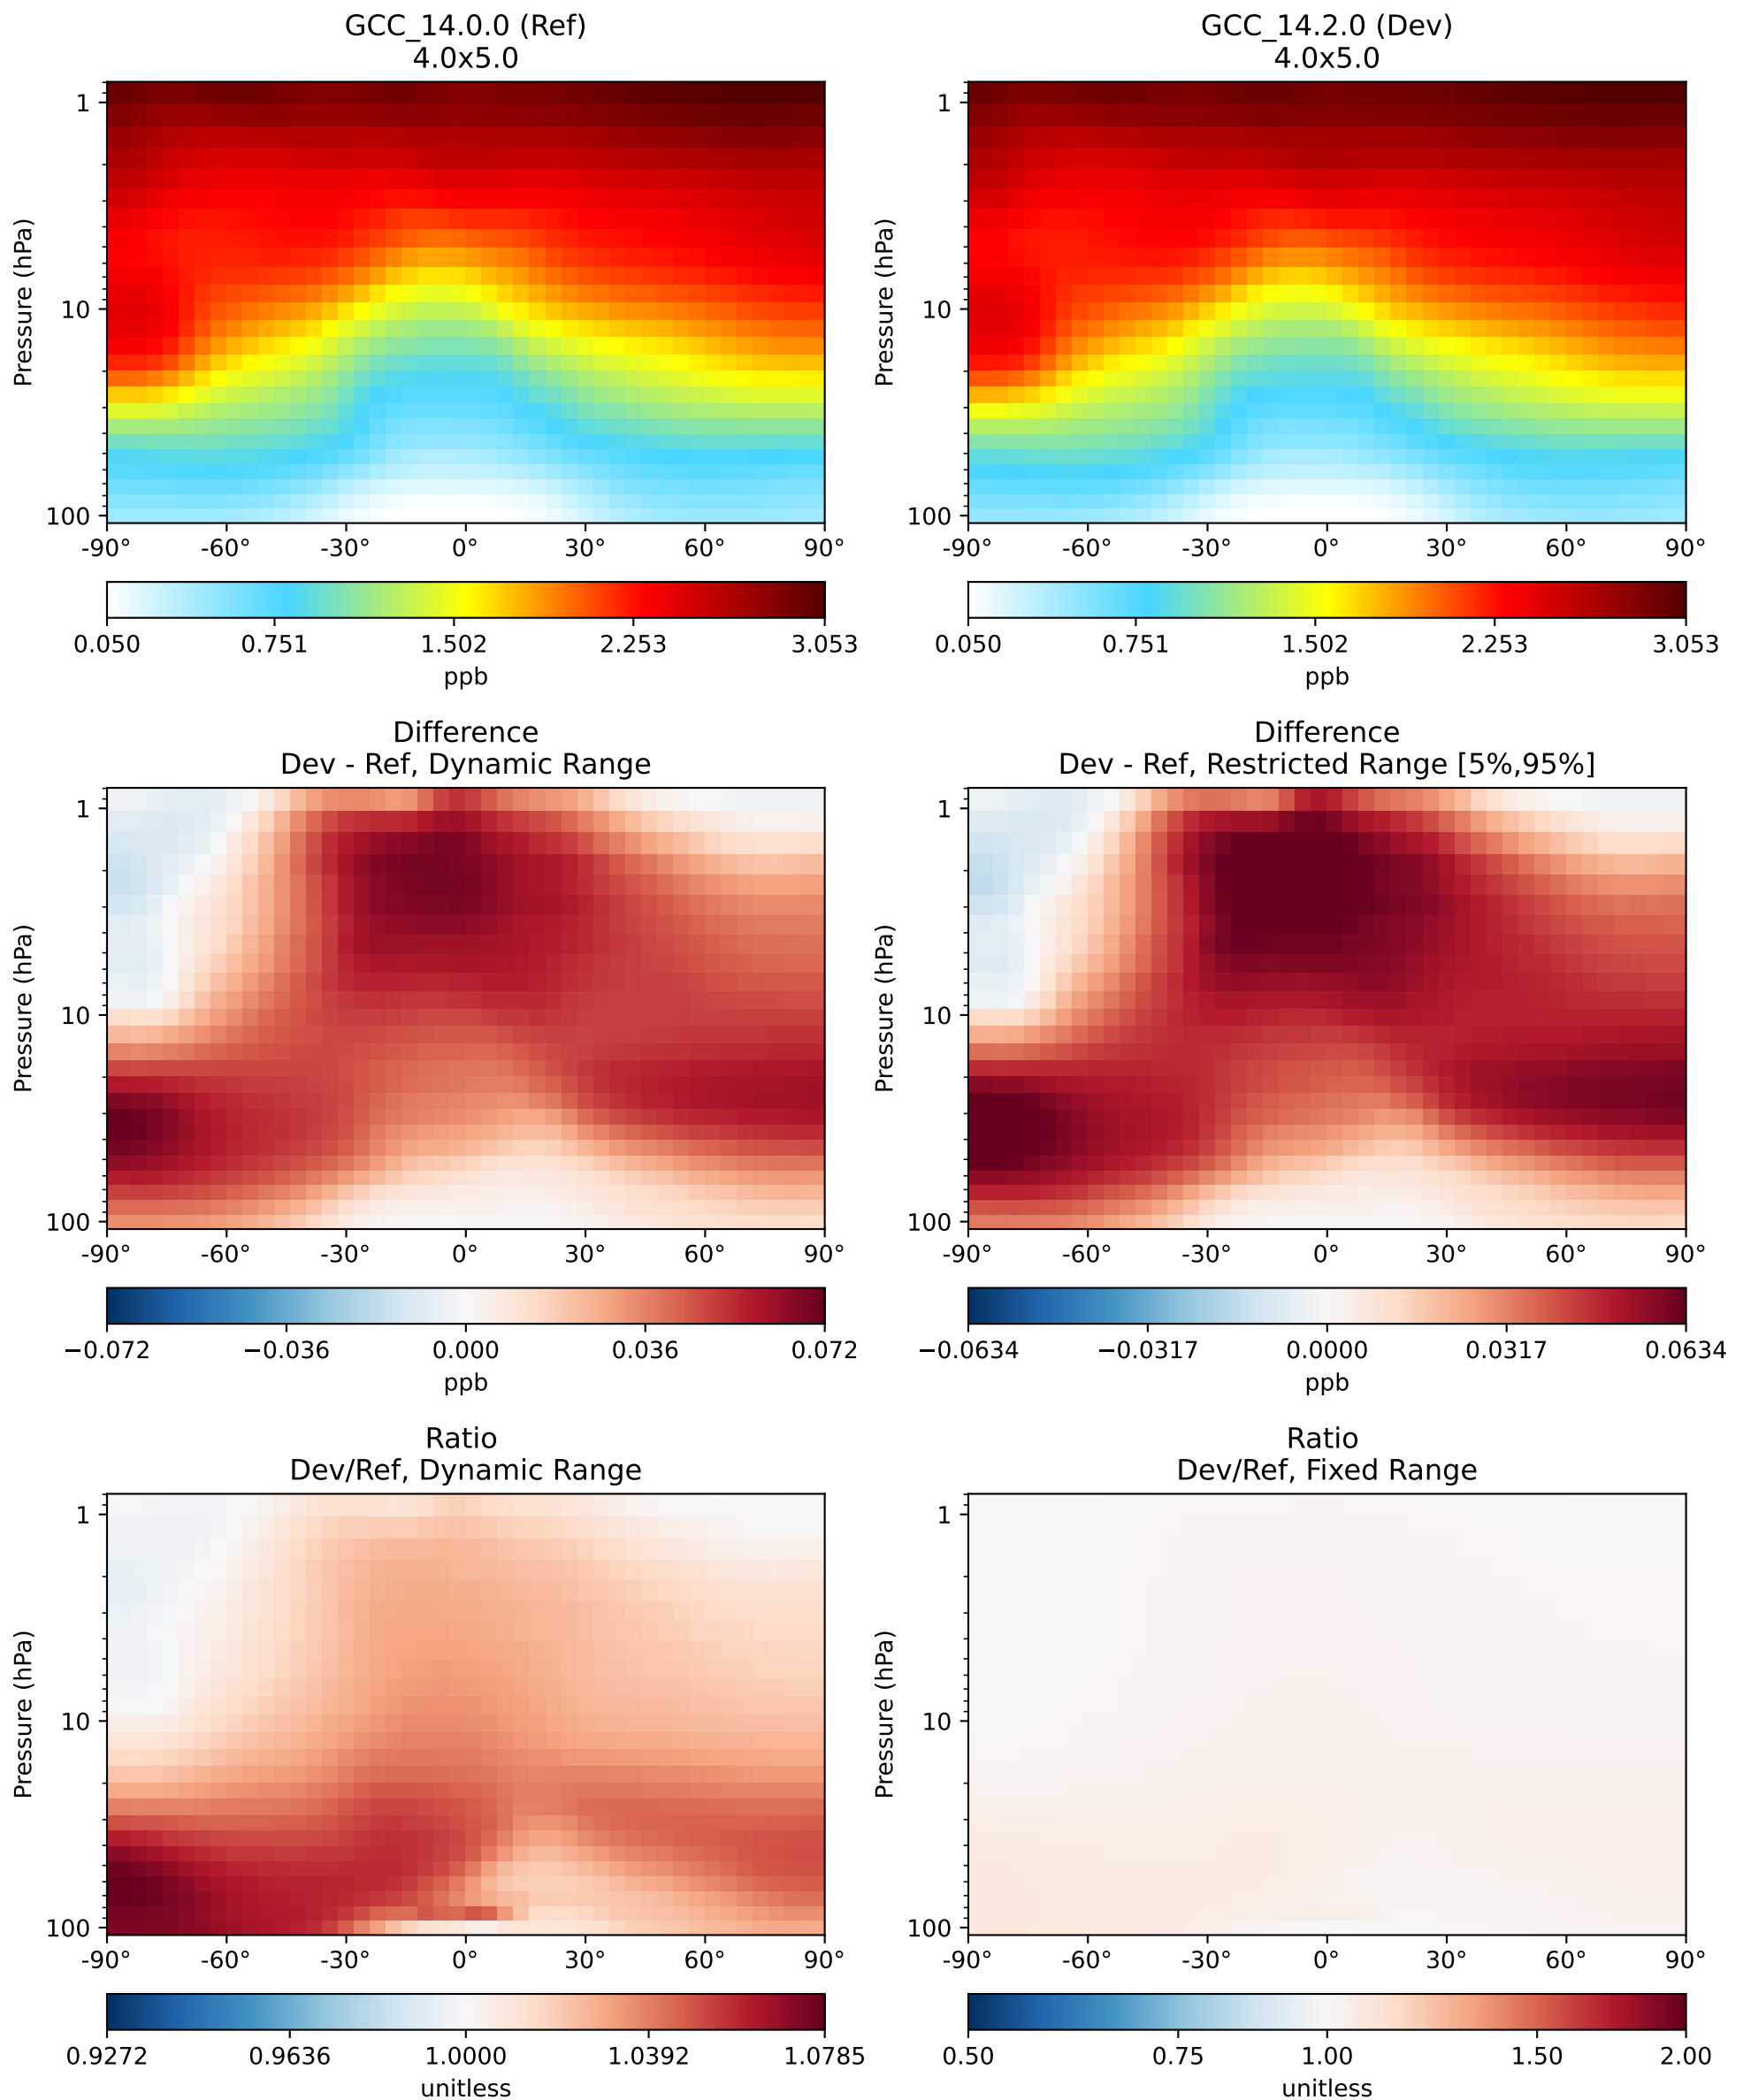 GCC_14.0.0 (Ref)
4.0x5.0
Pressure (hPa)
1
10
100
-90° -60° -30° 0° 30° 60° 90°
0.050 0.751 1.502 2.253 3.053
ppb
GCC_14.2.0 (Dev)
4.0x5.0
Pressure (hPa)
1
10
100
-90° -60° -30° 0° 30° 60° 90°
0.050 0.751 1.502 2.253 3.053
ppb
Difference
Dev - Ref, Dynamic Range
Pressure (hPa)
1
10
100
-90° -60° -30° 0° 30° 60° 90°
−0.072 −0.036 0.000 0.036 0.072
ppb
Difference
Dev - Ref, Restricted Range [5%,95%]
Pressure (hPa)
1
10
100
-90° -60° -30° 0° 30° 60° 90°
−0.0634 −0.0317 0.0000 0.0317 0.0634
ppb
Ratio
Dev/Ref, Dynamic Range
Pressure (hPa)
1
10
100
-90° -60° -30° 0° 30° 60° 90°
0.9272 0.9636 1.0000 1.0392 1.0785
unitless
Ratio
Dev/Ref, Fixed Range
Pressure (hPa)
1
10
100
-90° -60° -30° 0° 30° 60° 90°
0.50 0.75 1.00 1.50 2.00
unitless